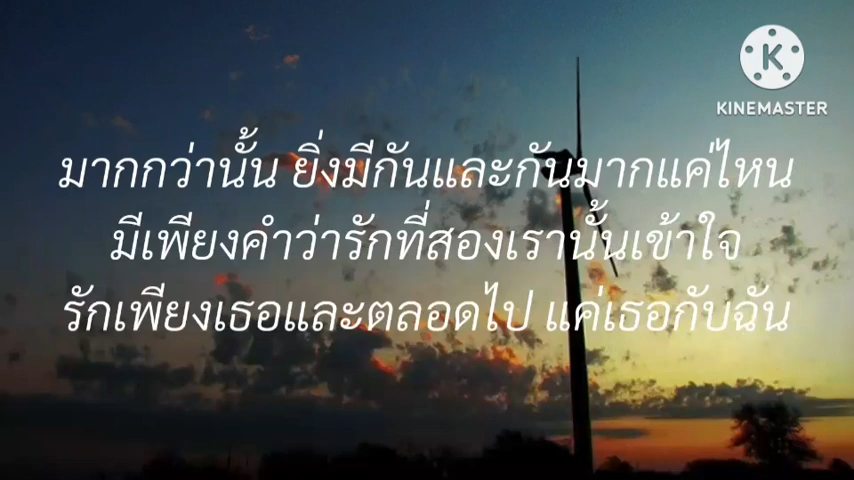 KINEMASTER
มากกว่านั้น ยิ่งมีกันและกันมากแค่ไหน
มีเพียงคำว่ารักที่สองเรานั้นเข้าใจ
รักเพียงเธอและตลอดไป แค่เธอกับฉัน